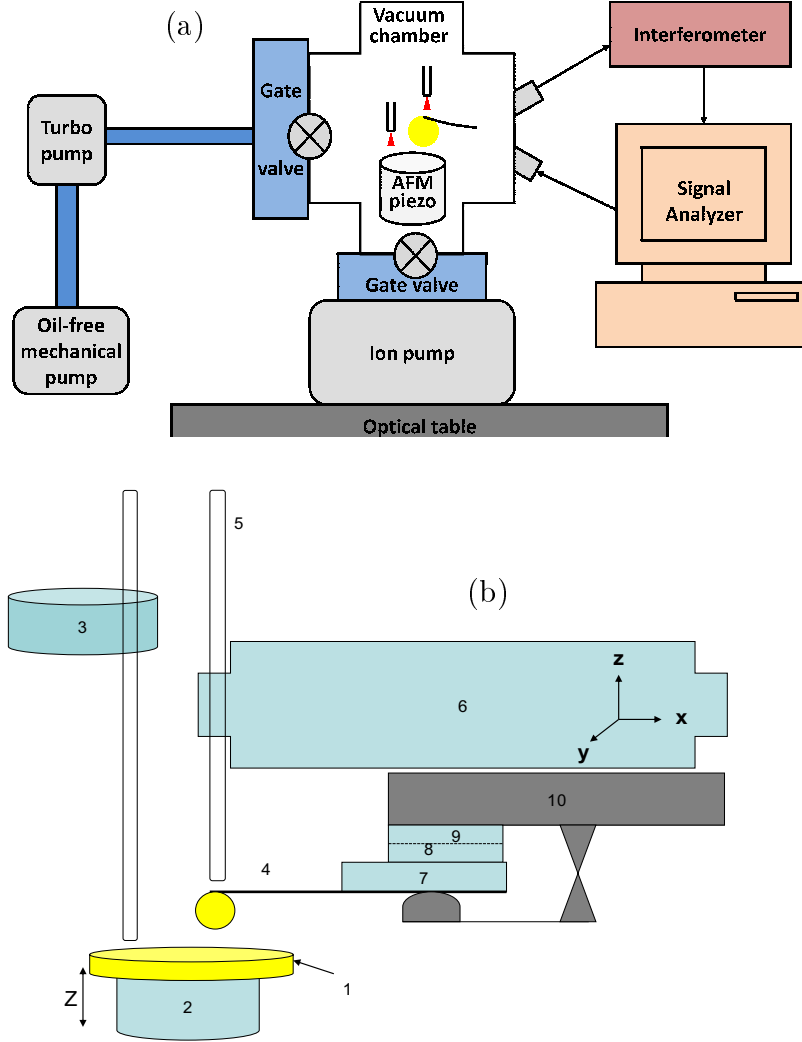 (a)
Vacuum
chamber
Interferometer
Gate
valve
Turbo
pump
AFM
piezo
Signal
Analyzer
Gate valve
Oil-free
mechanical
pump
Ion pump
Optical table
5
(b)
3
z
x
y
6
10
9
8
4
7
1
Z
2